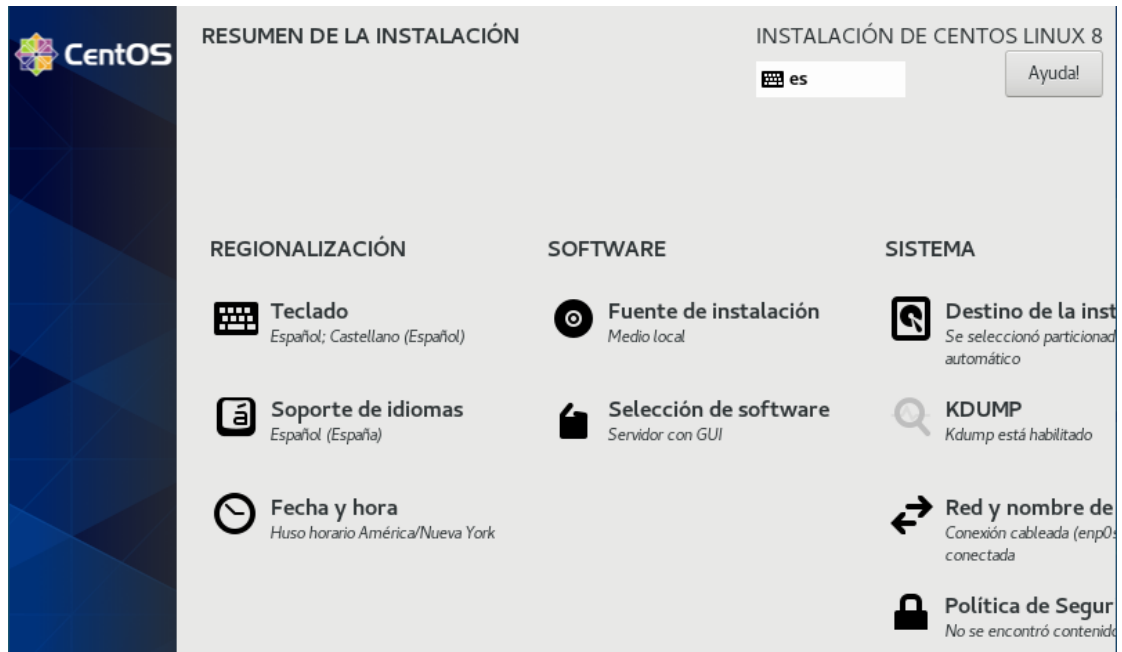 CentOS
RESUMEN DE LA INSTALACIÓN
INSTALACIÓN DE CENTOS LINUX 8
es
Ayuda!
REGIONALIZACIÓN
Teclado
Español; Castellano (Español)
á
Soporte de idiomas
Español (España)
Fecha y hora
Huso horario América/Nueva York
SOFTWARE
Fuente de instalación
Medio local
Selección de software
Servidor con GUI
SISTEMA
Destino de la inst
Se seleccionó particionad
automático
KDUMP
Kdump está habilitado
Red y nombre de
Conexión cableada (enp0s
conectada
Política de Segur
No se encontró contenido